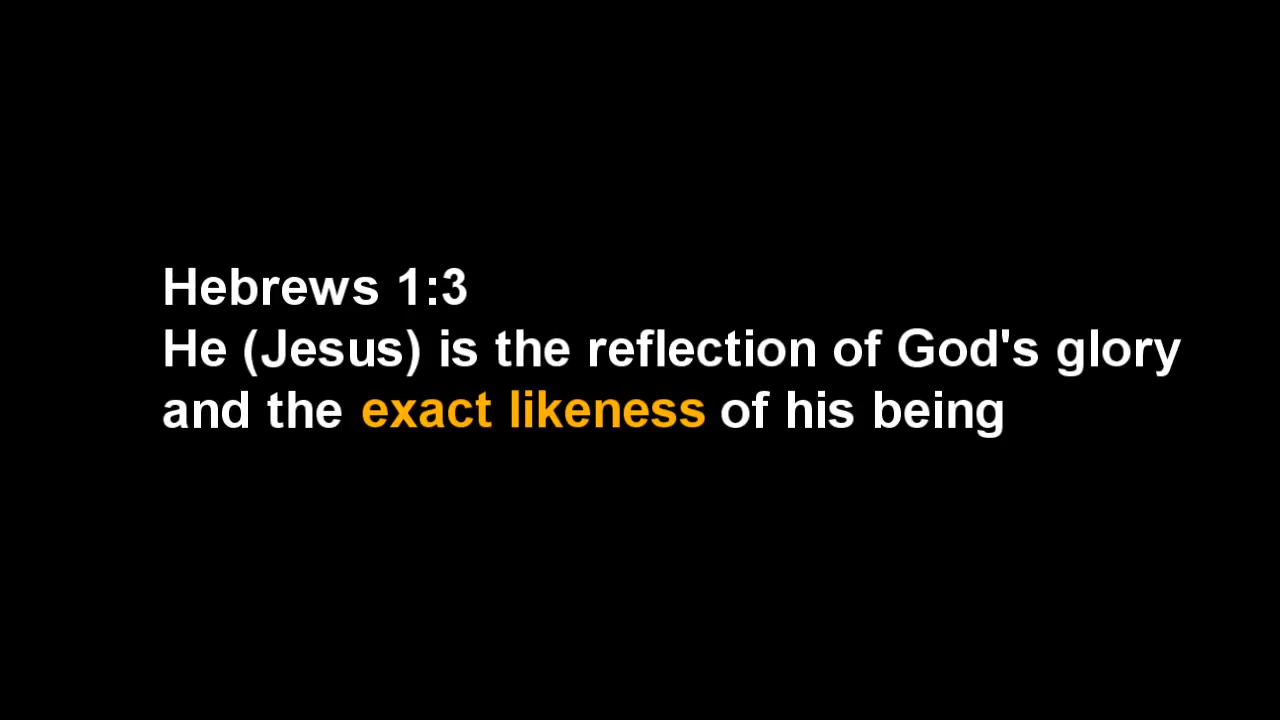 Hebrews 1:3
He (Jesus) is the reflection of God's glory
and the exact likeness of his being